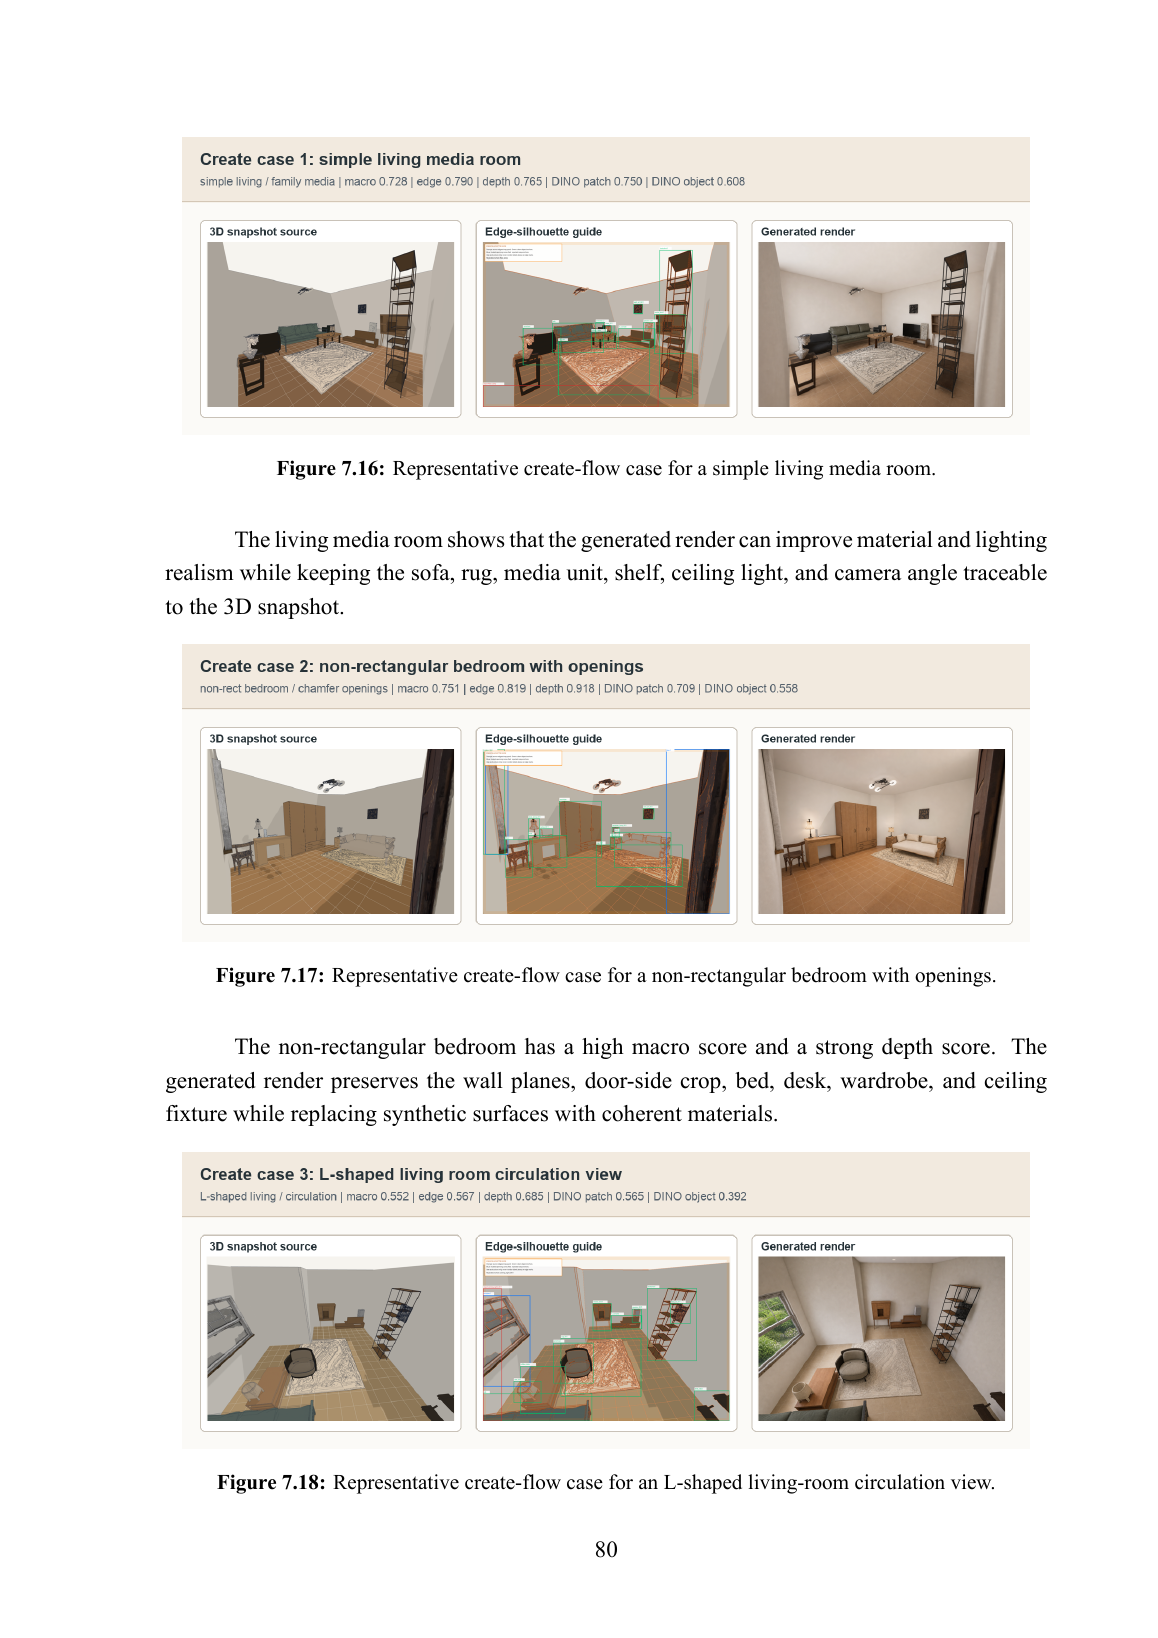 Create case 1: simple living media room
simple living / family media | macro 0.728 | edge 0.790 | depth 0.765 | DINO patch 0.750 | DINO object 0.608
3D snapshot source
Edge-silhouette guide
Generated render
Figure 7.16: Representative create-flow case for a simple living media room.
The living media room shows that the generated render can improve material and lighting
realism while keeping the sofa, rug, media unit, shelf, ceiling light, and camera angle traceable
to the 3D snapshot.
Create case 2: non-rectangular bedroom with openings
non-rect bedroom / chamfer openings | macro 0.751 | edge 0.819 | depth 0.918 | DINO patch 0.709 | DINO object 0.558
3D snapshot source
Edge-silhouette guide
Generated render
Figure 7.17: Representative create-flow case for a non-rectangular bedroom with openings.
The non-rectangular bedroom has a high macro score and a strong depth score. The
generated render preserves the wall planes, door-side crop, bed, desk, wardrobe, and ceiling
fixture while replacing synthetic surfaces with coherent materials.
Create case 3: L-shaped living room circulation view
L-shaped living / circulation | macro 0.552 | edge 0.567 | depth 0.685 | DINO patch 0.565 | DINO object 0.392
3D snapshot source
Edge-silhouette guide
Generated render
Figure 7.18: Representative create-flow case for an L-shaped living-room circulation view.
80